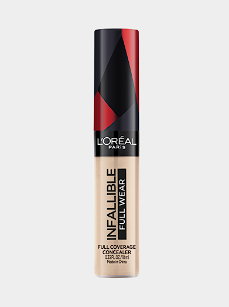 L'ORÉAL
PARIS
INFALLIBLE
FULL WEAR
FULL COVERAGE
CONCEALER